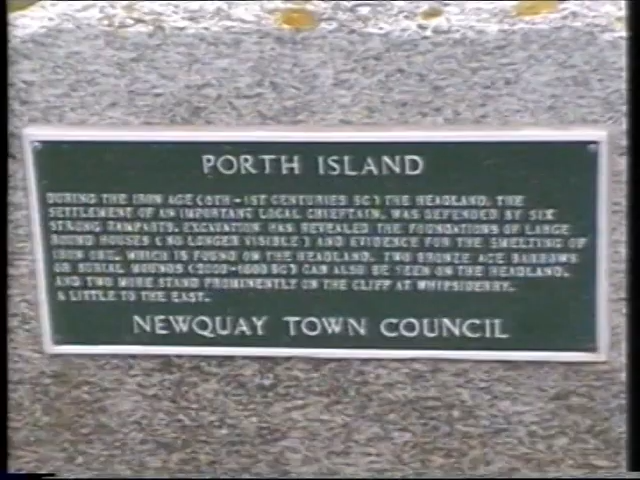 PORTH ISLAND
DURING THE IRON AGE (6TH-1ST CENTURIES BC) THE HEADLAND, THE
SETTLEMENT OF AN IMPORTANT LOCAL CHIEFTAIN, WAS DEFENDED BY SIX
STRONG RAMPARTS. EXCAVATION HAS REVEALED THE FOUNDATIONS OF LARGE
ROUND HOUSES (NO LONGER VISIBLE) AND EVIDENCE FOR THE SMELTING OF
IRON ORE, WHICH IS FOUND ON THE HEADLAND. TWO BRONZE AGE BARROWS
OR BURIAL MOUNDS BC) CAN ALSO BE SEEN ON THE HEADLAND,
AND TWO MORE STAND PROMINENTLY ON THE CLIFF AT WHIPSIDERRY,
A LITTLE TO THE EAST.
NEWQUAY TOWN COUNCIL